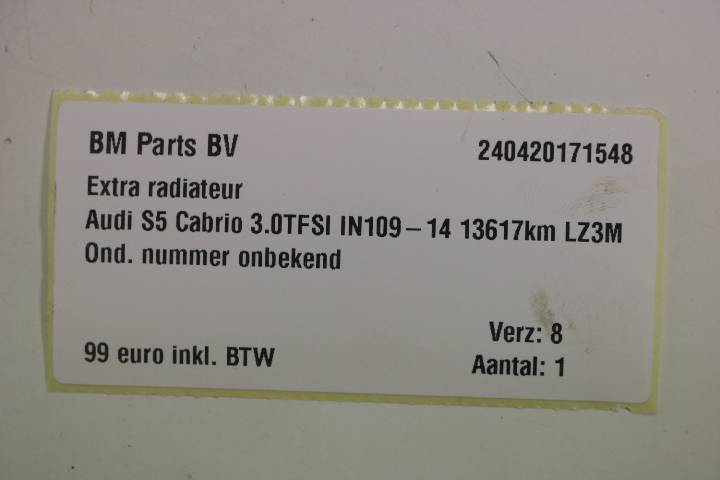 BM Parts BV 240420171548
Extra radiateur
Audi S5 Cabrio 3.0TFSI IN109-14 13617km LZ3M
Ond. nummer onbekend
Verz: 8
99 euro inkl. BTW Aantal: 1